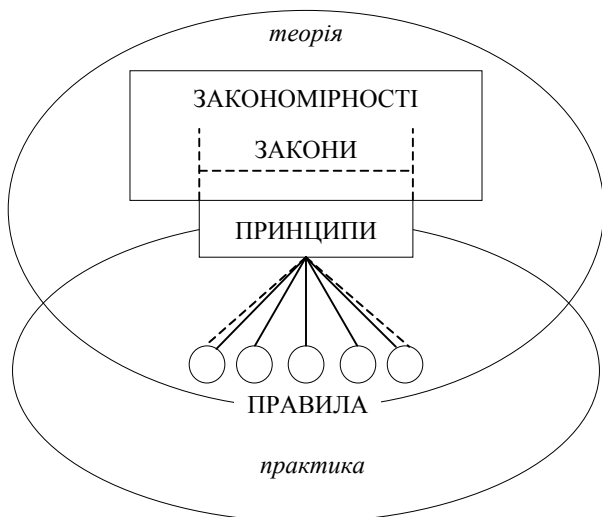 теорія
ЗАКОНОМІРНОСТІ
ЗАКОНИ
ПРИНЦИПИ
ПРАВИЛА
практика